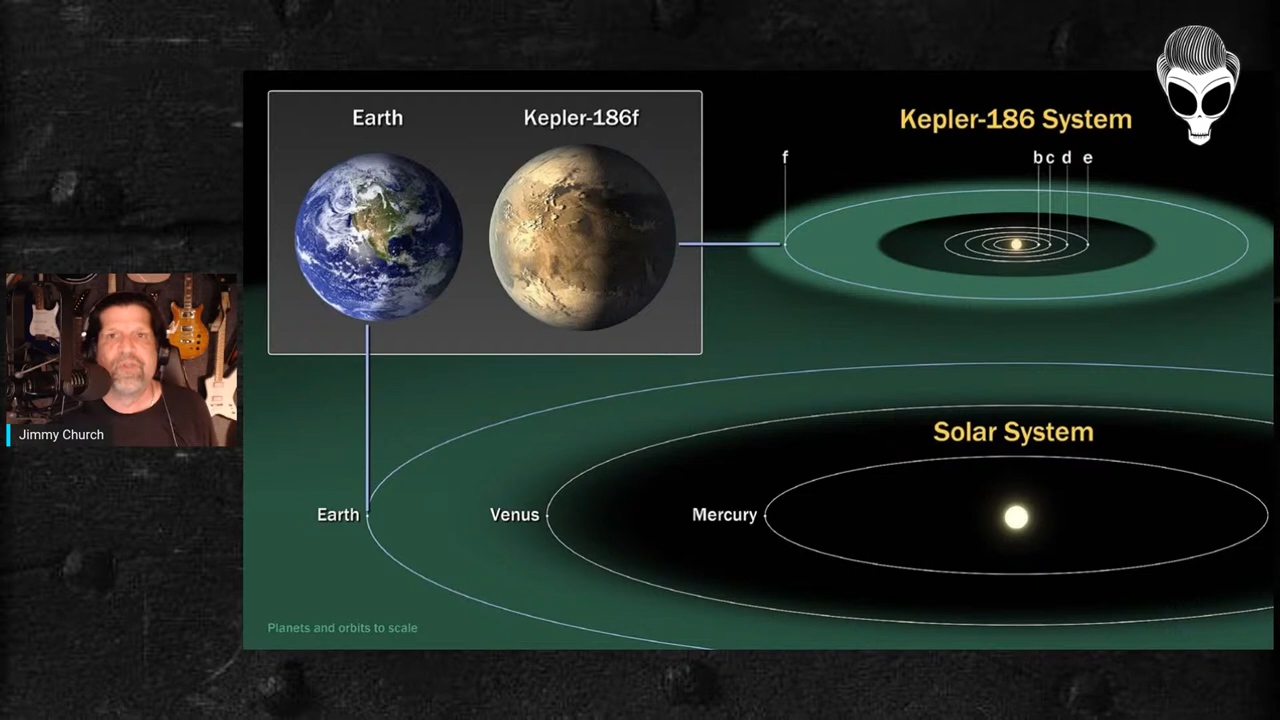 Earth
Kepler-186f
Kepler-186 System
f
b c d e
Solar System
Earth
Venus
Mercury
Planets and orbits to scale
Jimmy Church